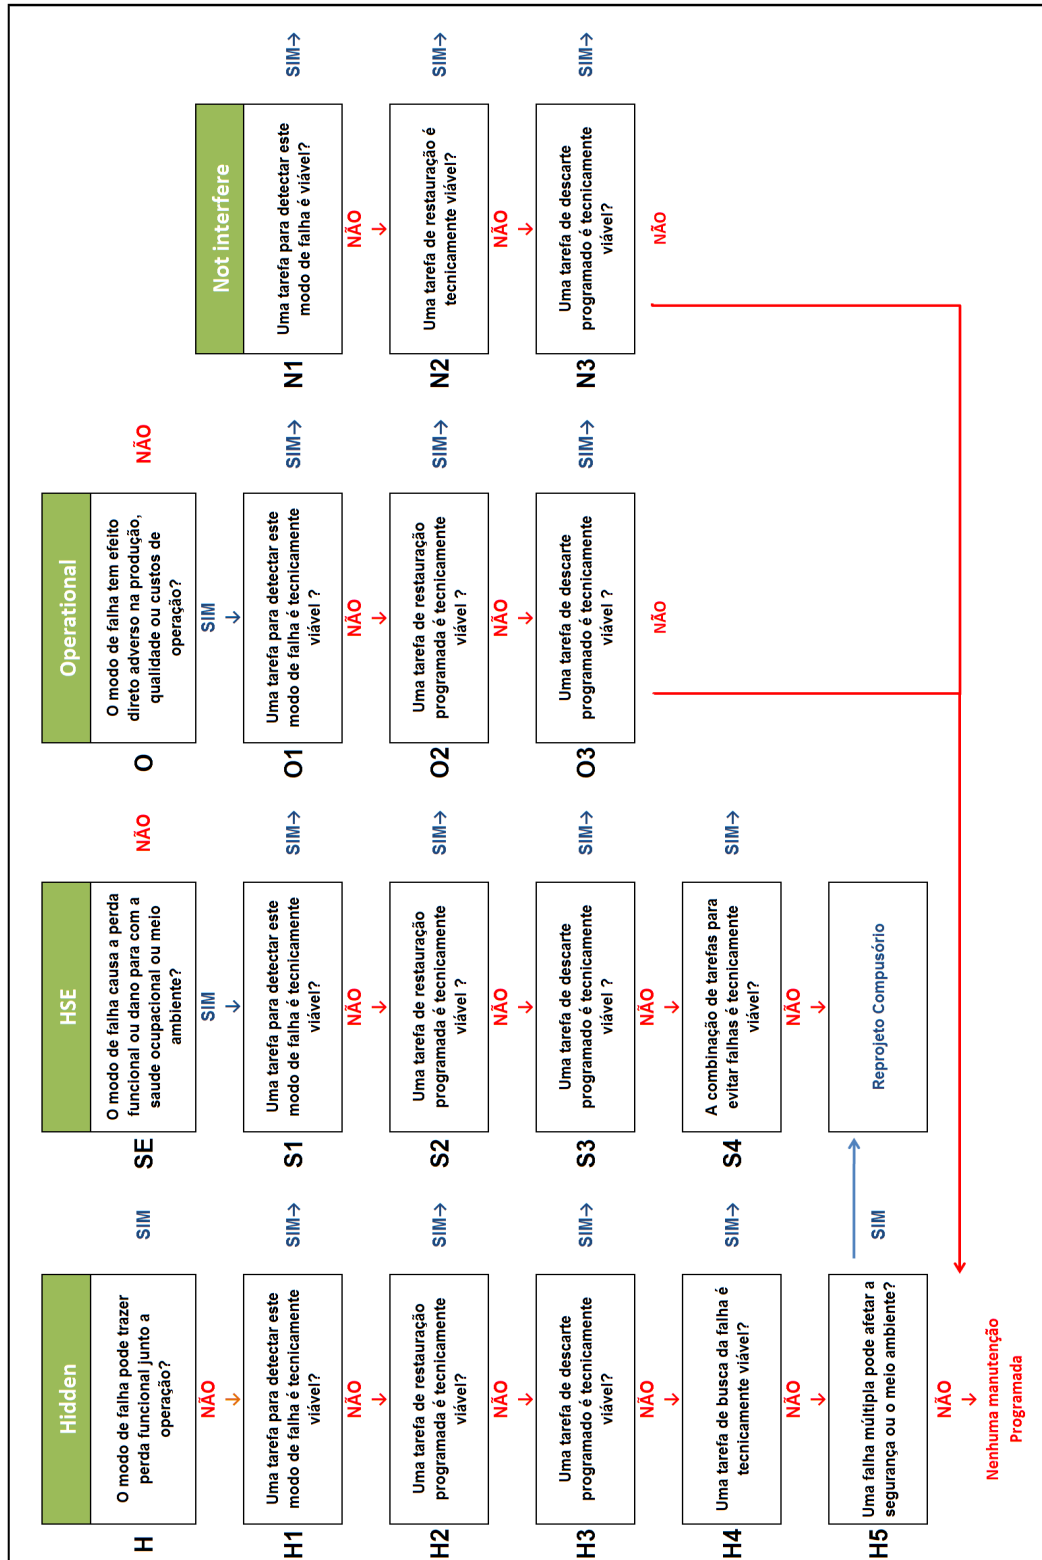 Hidden
H
O modo de falha pode trazer
perda funcional junto a
operação?
SIM
NÃO
↓
H1
Uma tarefa para detectar este
modo de falha é tecnicamente
viável?
SIM→
NÃO
↓
H2
Uma tarefa de restauração
programada é tecnicamente
viável?
SIM→
NÃO
↓
H3
Uma tarefa de descarte
programado é tecnicamente
viável?
SIM→
NÃO
↓
H4
Uma tarefa de busca da falha é
tecnicamente viável?
SIM→
NÃO
↓
H5
Uma falha múltipla pode afetar a
segurança ou o meio ambiente?
SIM
NÃO
↓
Nenhuma manutenção
Programada
HSE
SE
O modo de falha causa a perda
funcional ou dano para com a
saude ocupacional ou meio
ambiente?
NÃO
SIM
↓
S1
Uma tarefa para detectar este
modo de falha é tecnicamente
viável?
SIM→
NÃO
↓
S2
Uma tarefa de restauração
programada é tecnicamente
viável ?
SIM→
NÃO
↓
S3
Uma tarefa de descarte
programado é tecnicamente
viável ?
SIM→
NÃO
↓
S4
A combinação de tarefas para
evitar falhas é tecnicamente
viável?
SIM→
NÃO
↓
Reprojeto Compusório
Operational
O
O modo de falha tem efeito
direto adverso na produção,
qualidade ou custos de
operação?
NÃO
SIM
↓
O1
Uma tarefa para detectar este
modo de falha é tecnicamente
viável ?
SIM→
NÃO
↓
O2
Uma tarefa de restauração
programada é tecnicamente
viável ?
SIM→
NÃO
↓
O3
Uma tarefa de descarte
programado é tecnicamente
viável ?
SIM→
NÃO
Not interfere
N1
Uma tarefa para detectar este
modo de falha é viável?
SIM→
NÃO
↓
N2
Uma tarefa de restauração é
tecnicamente viável?
SIM→
NÃO
↓
N3
Uma tarefa de descarte
programado é tecnicamente
viável?
SIM→
NÃO